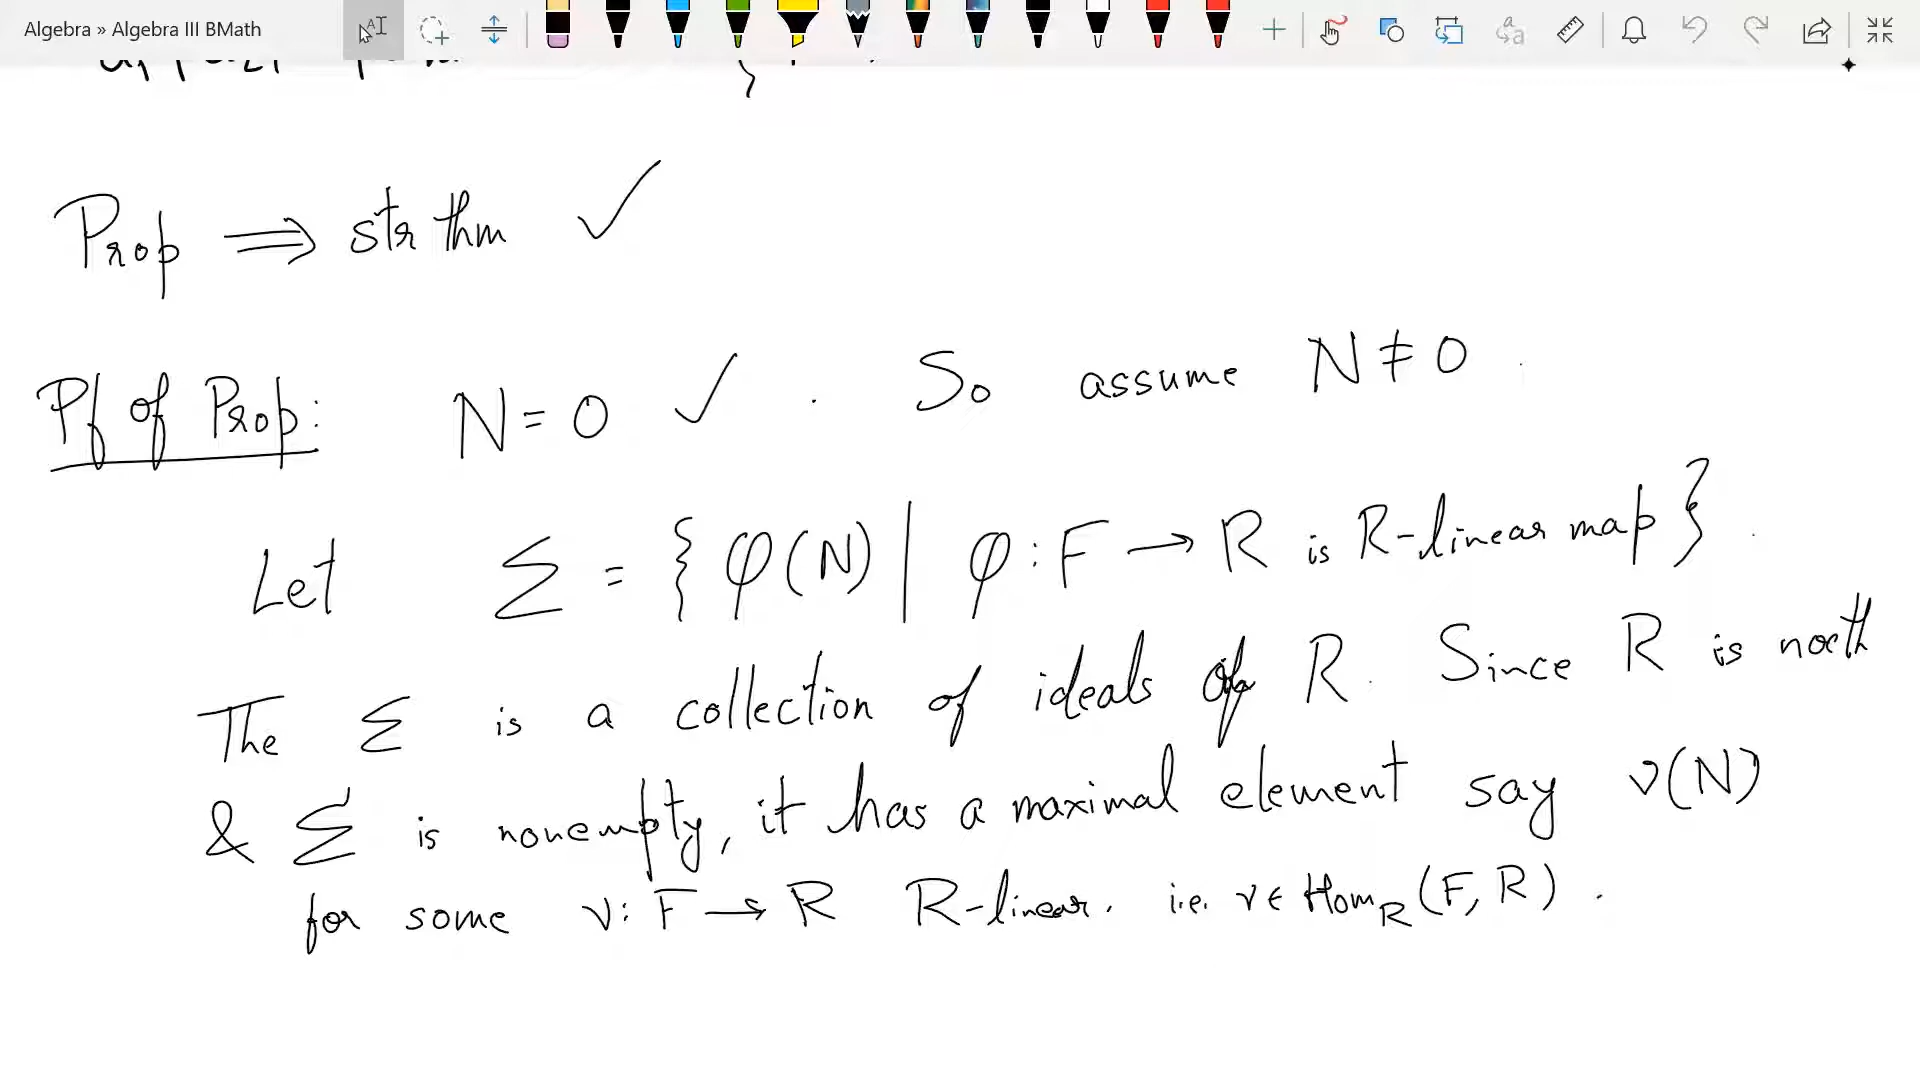 Algebra » Algebra III BMath
Prop ⟹ str thm ✓
Pf of Prop: N = 0 ✓ . So assume N ≠ 0 .
Let Σ = { φ(N) | φ : F → R is R-linear map } .
The Σ is a collection of ideals of R. Since R is noeth
& Σ is nonempty, it has a maximal element say ν(N)
for some ν : F → R R-linear. i.e. ν ∈ Hom_R (F, R) .